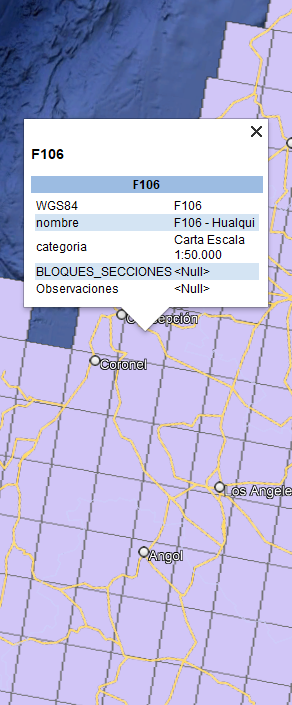 F106
F106
WGS84 F106
nombre F106 - Hualqui
categoria Carta Escala 1:50.000
BLOQUES_SECCIONES <Null>
Observaciones <Null>
Coronel
Los Angele
Angol